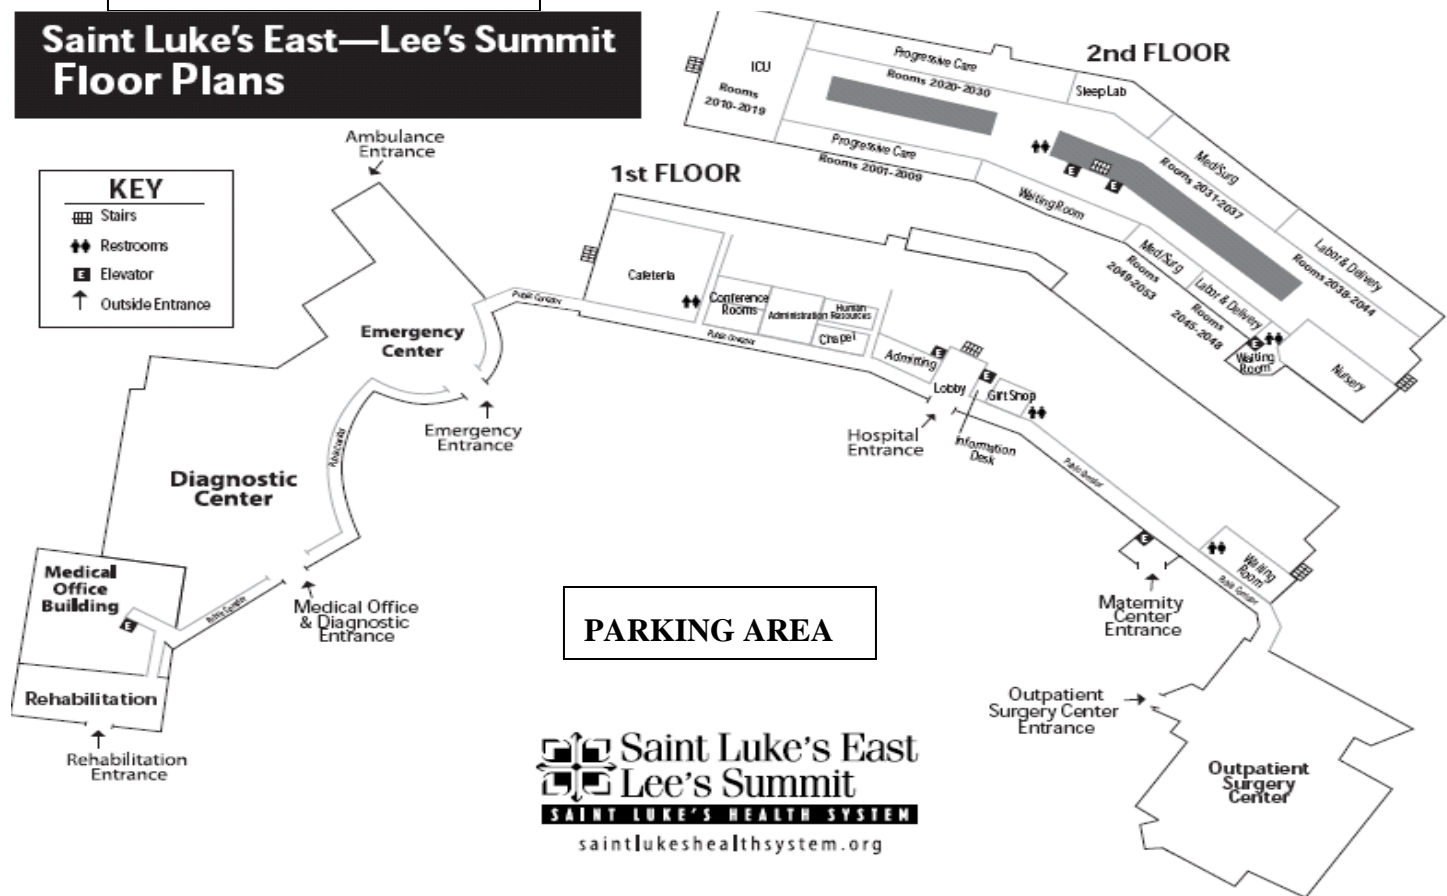 Saint Luke's East—Lee's Summit
Floor Plans
KEY
Stairs
Restrooms
E Elevator
Outside Entrance
2nd FLOOR
ICU
Rooms
2010-2019
Progressive Care
Rooms 2020-2030
Sleep Lab
Progressive Care
Rooms 2001-2009
Waiting Room
E
E
Med/Surg
Rooms 2031-2037
Labor & Delivery
Rooms 2038-2044
Med/Surg
Rooms
2049-2053
Labor & Delivery
Rooms
2045-2048
E
Waiting
Room
Nursery
1st FLOOR
Ambulance
Entrance
Emergency
Center
Public Corridor
Emergency
Entrance
Cafeteria
Conference
Rooms
Administration
Human
Resources
Chapel
Public Corridor
Admitting
E
Lobby
E
Gift Shop
Information
Desk
Hospital
Entrance
Public Corridor
E
Maternity
Center
Entrance
Waiting
Room
Public Corridor
Diagnostic
Center
Medical
Office
Building
E
Public Corridor
Medical Office
& Diagnostic
Entrance
Rehabilitation
Rehabilitation
Entrance
PARKING AREA
Outpatient
Surgery Center
Entrance
Outpatient
Surgery
Center
Saint Luke's East
Lee's Summit
SAINT LUKE'S HEALTH SYSTEM
saintlukeshealthsystem.org